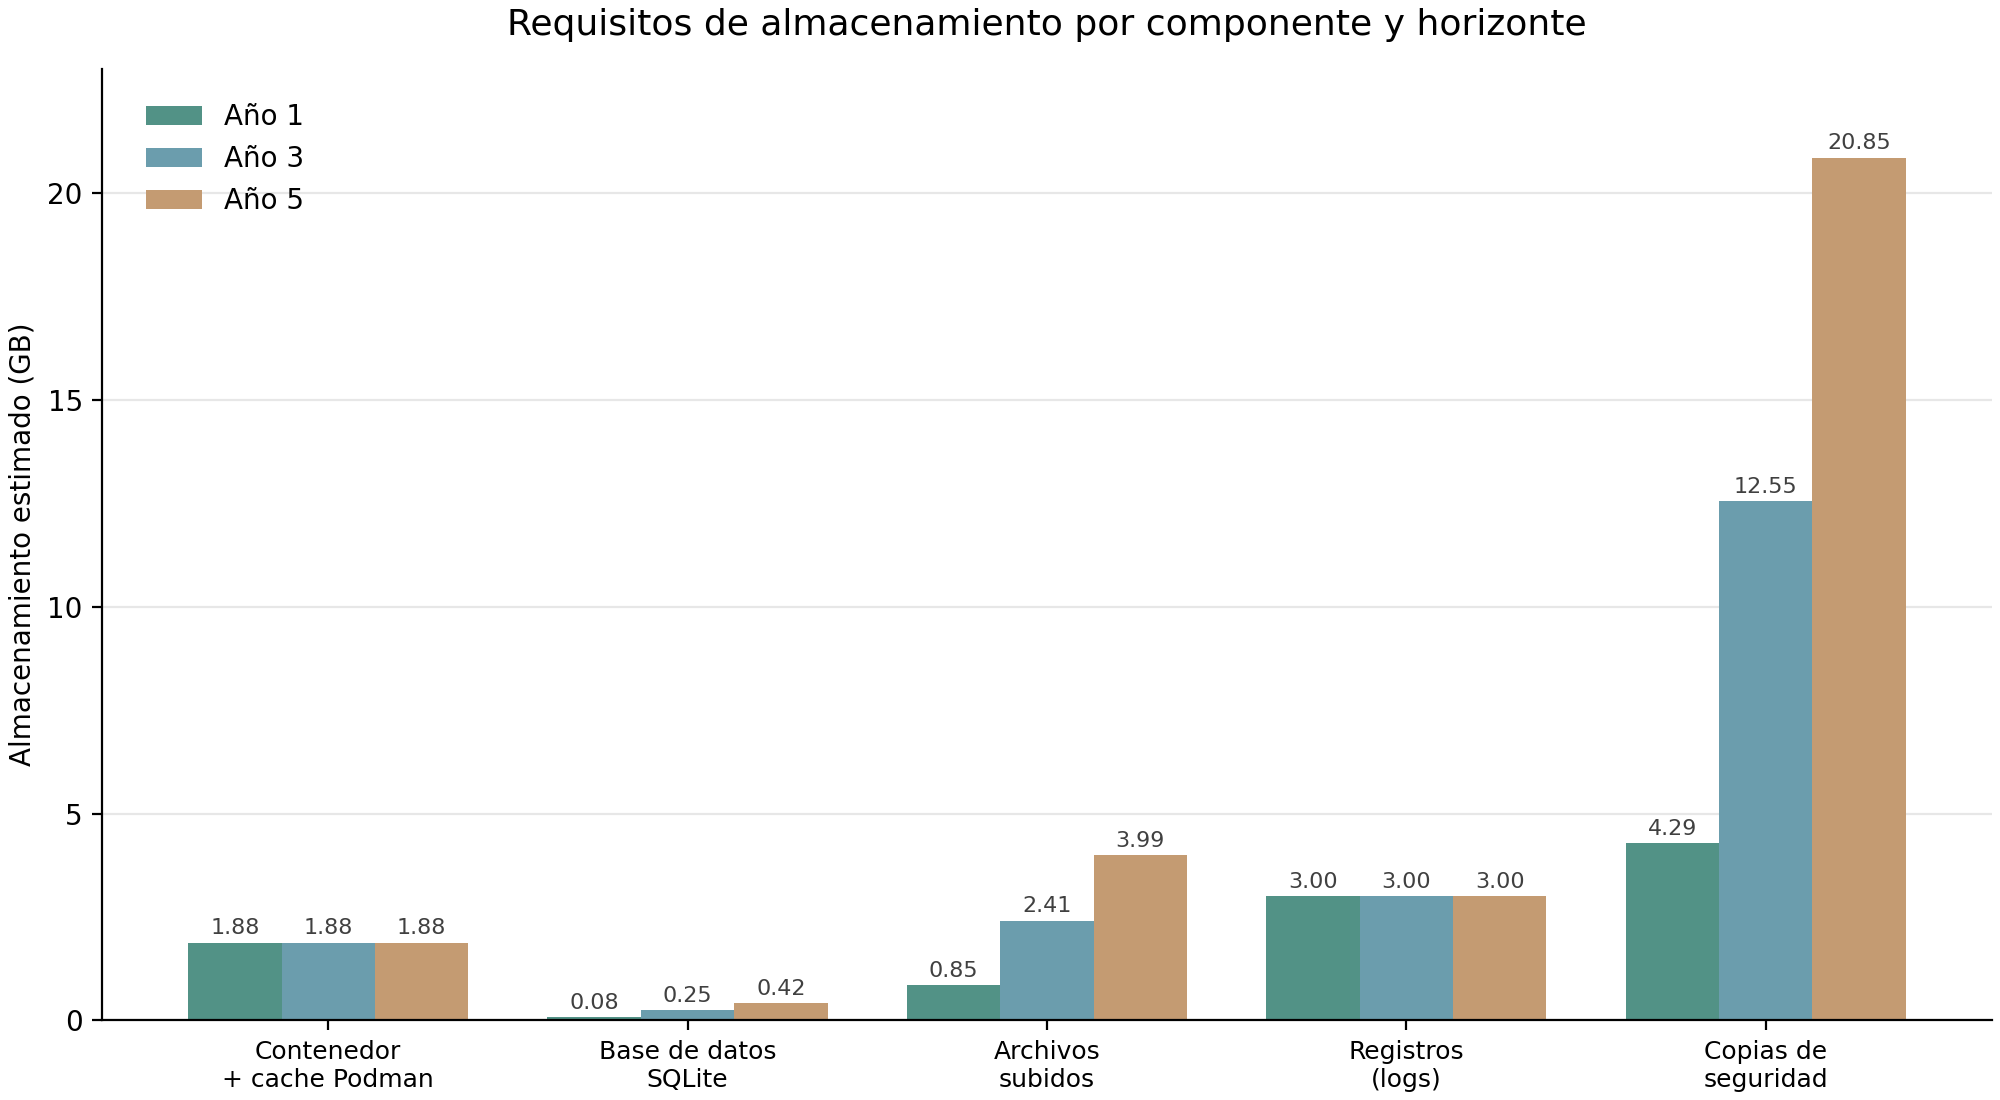 Requisitos de almacenamiento por componente y horizonte
Año 1
Año 3
Año 5
Almacenamiento estimado (GB)
20
15
10
5
0
1.88
1.88
1.88
0.08
0.25
0.42
0.85
2.41
3.99
3.00
3.00
3.00
4.29
12.55
20.85
Contenedor
+ cache Podman
Base de datos
SQLite
Archivos
subidos
Registros
(logs)
Copias de
seguridad